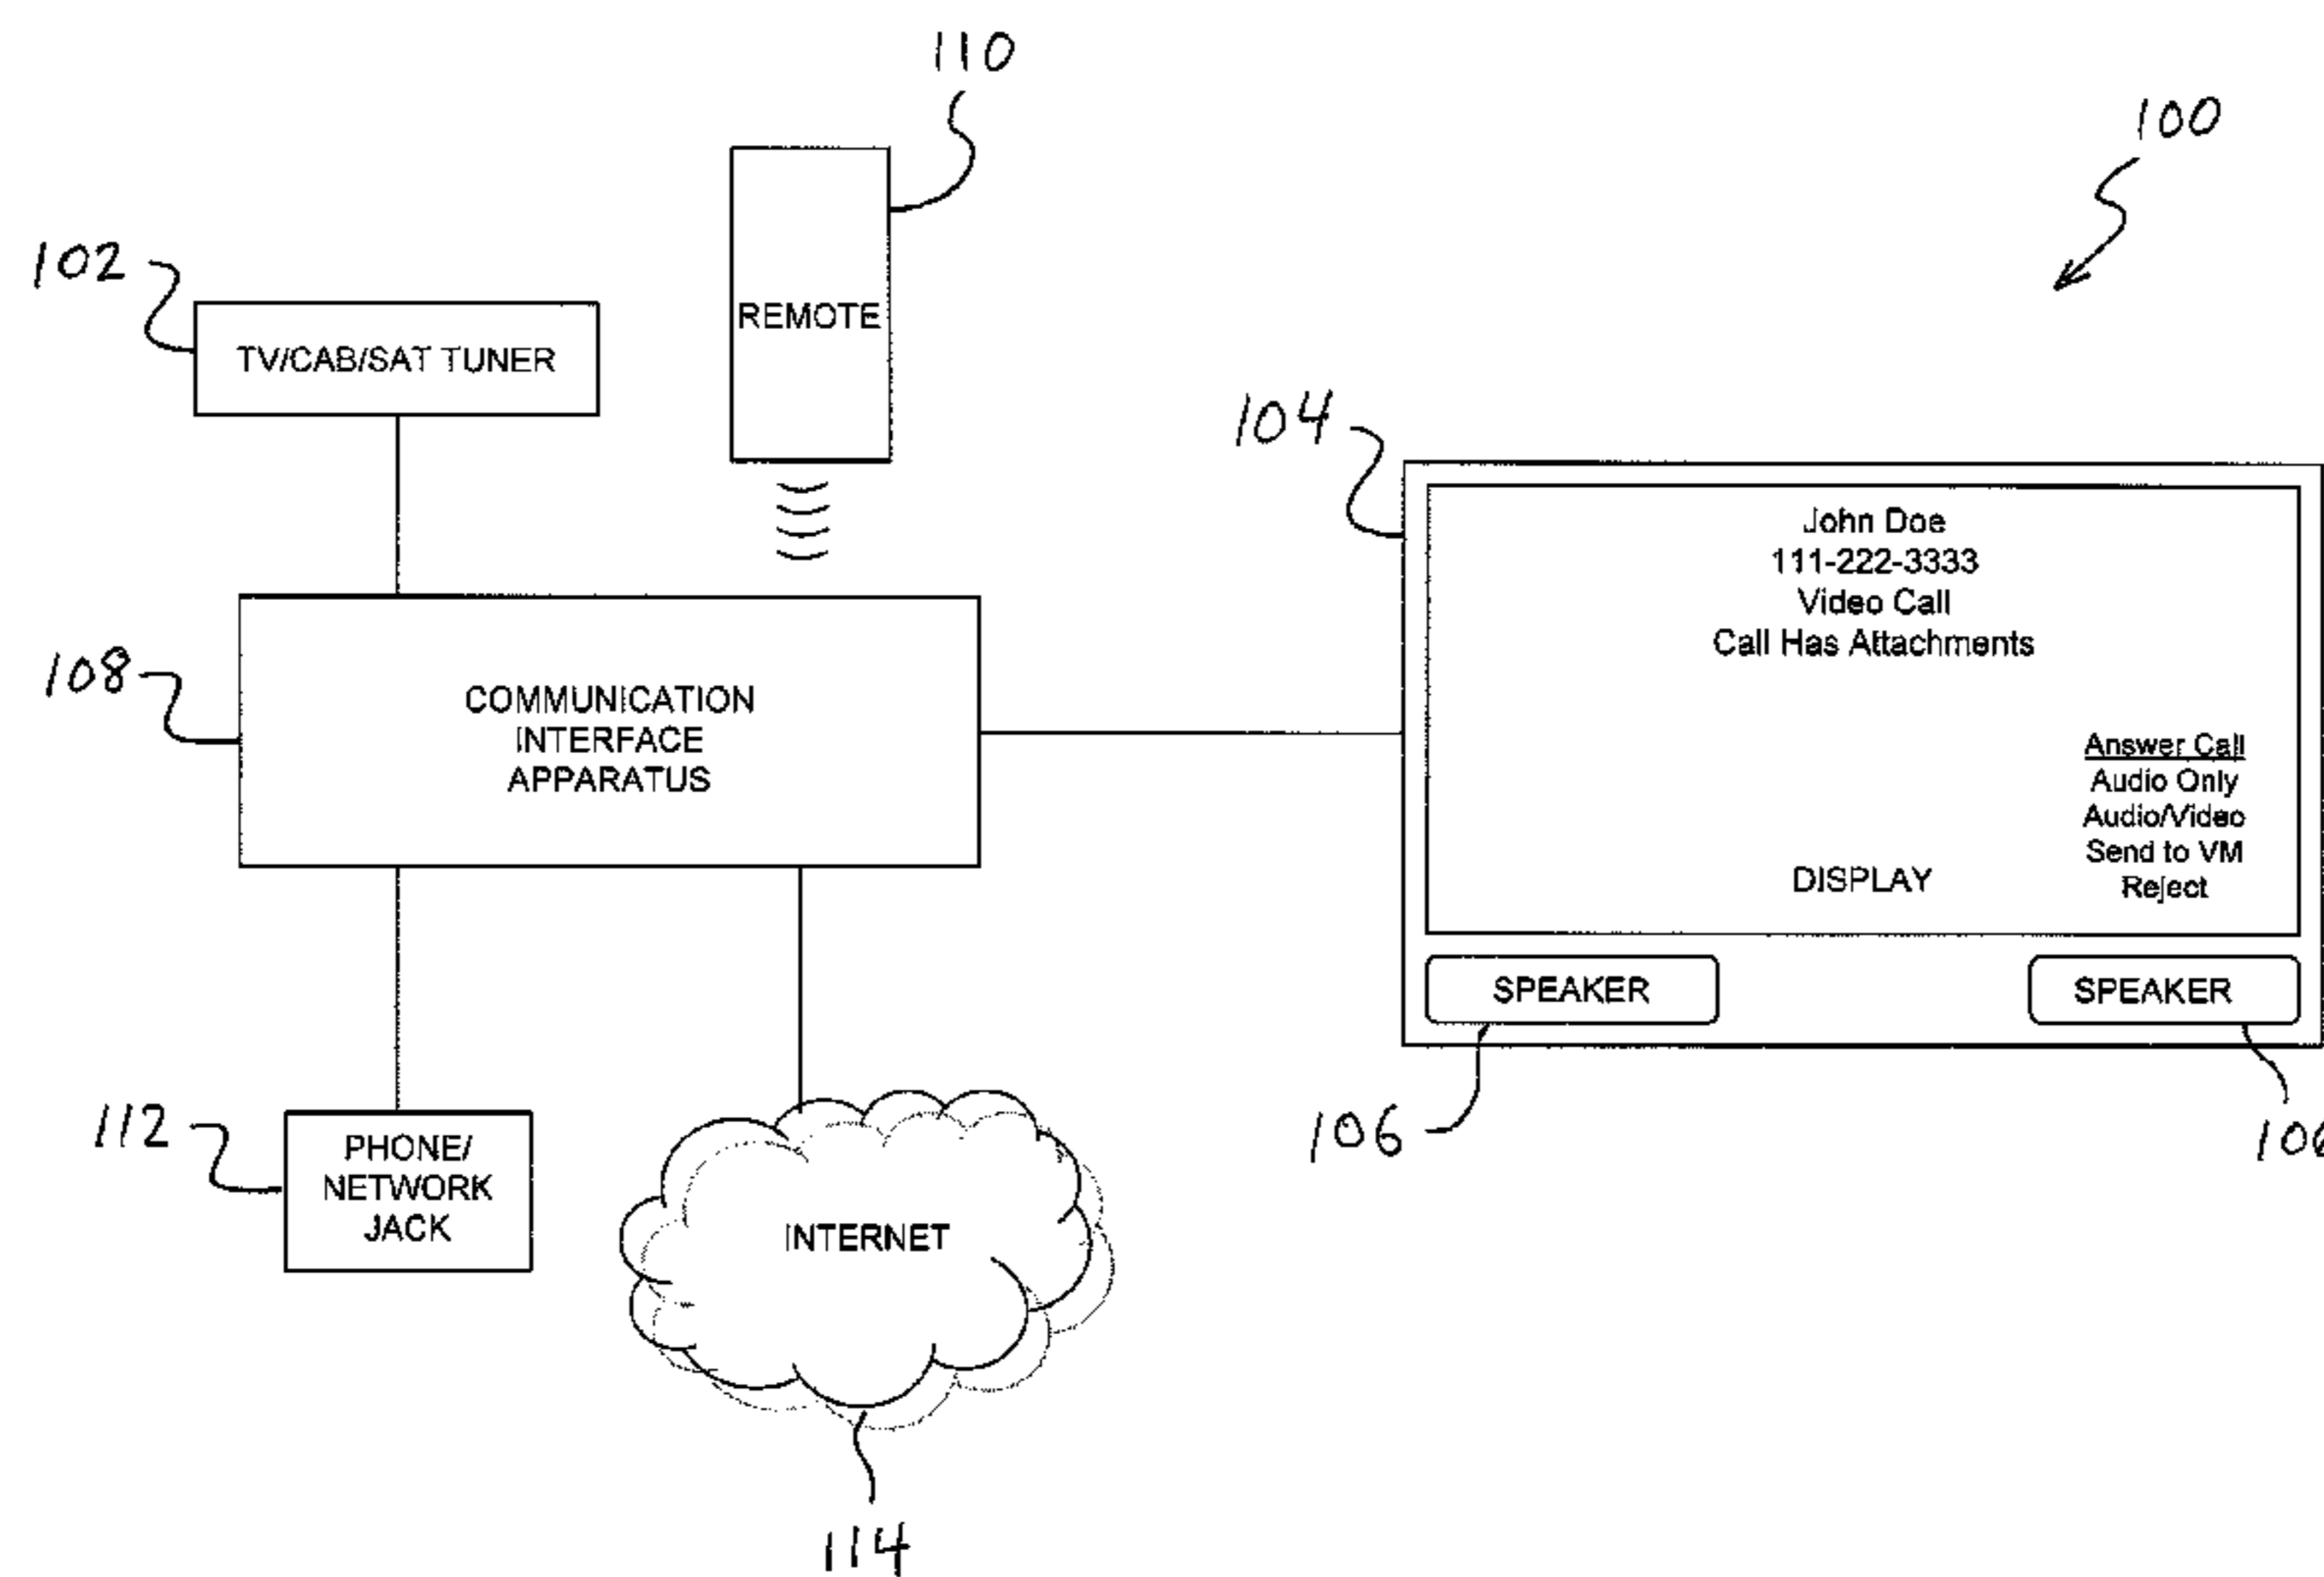 110
100
102
TV/CAB/SAT TUNER
REMOTE
104
John Doe
111-222-3333
Video Call
Call Has Attachments
108
COMMUNICATION
INTERFACE
APPARATUS
Answer Call
Audio Only
Audio/Video
Send to VM
Reject
DISPLAY
SPEAKER
SPEAKER
106
106
112
PHONE/
NETWORK
JACK
INTERNET
114